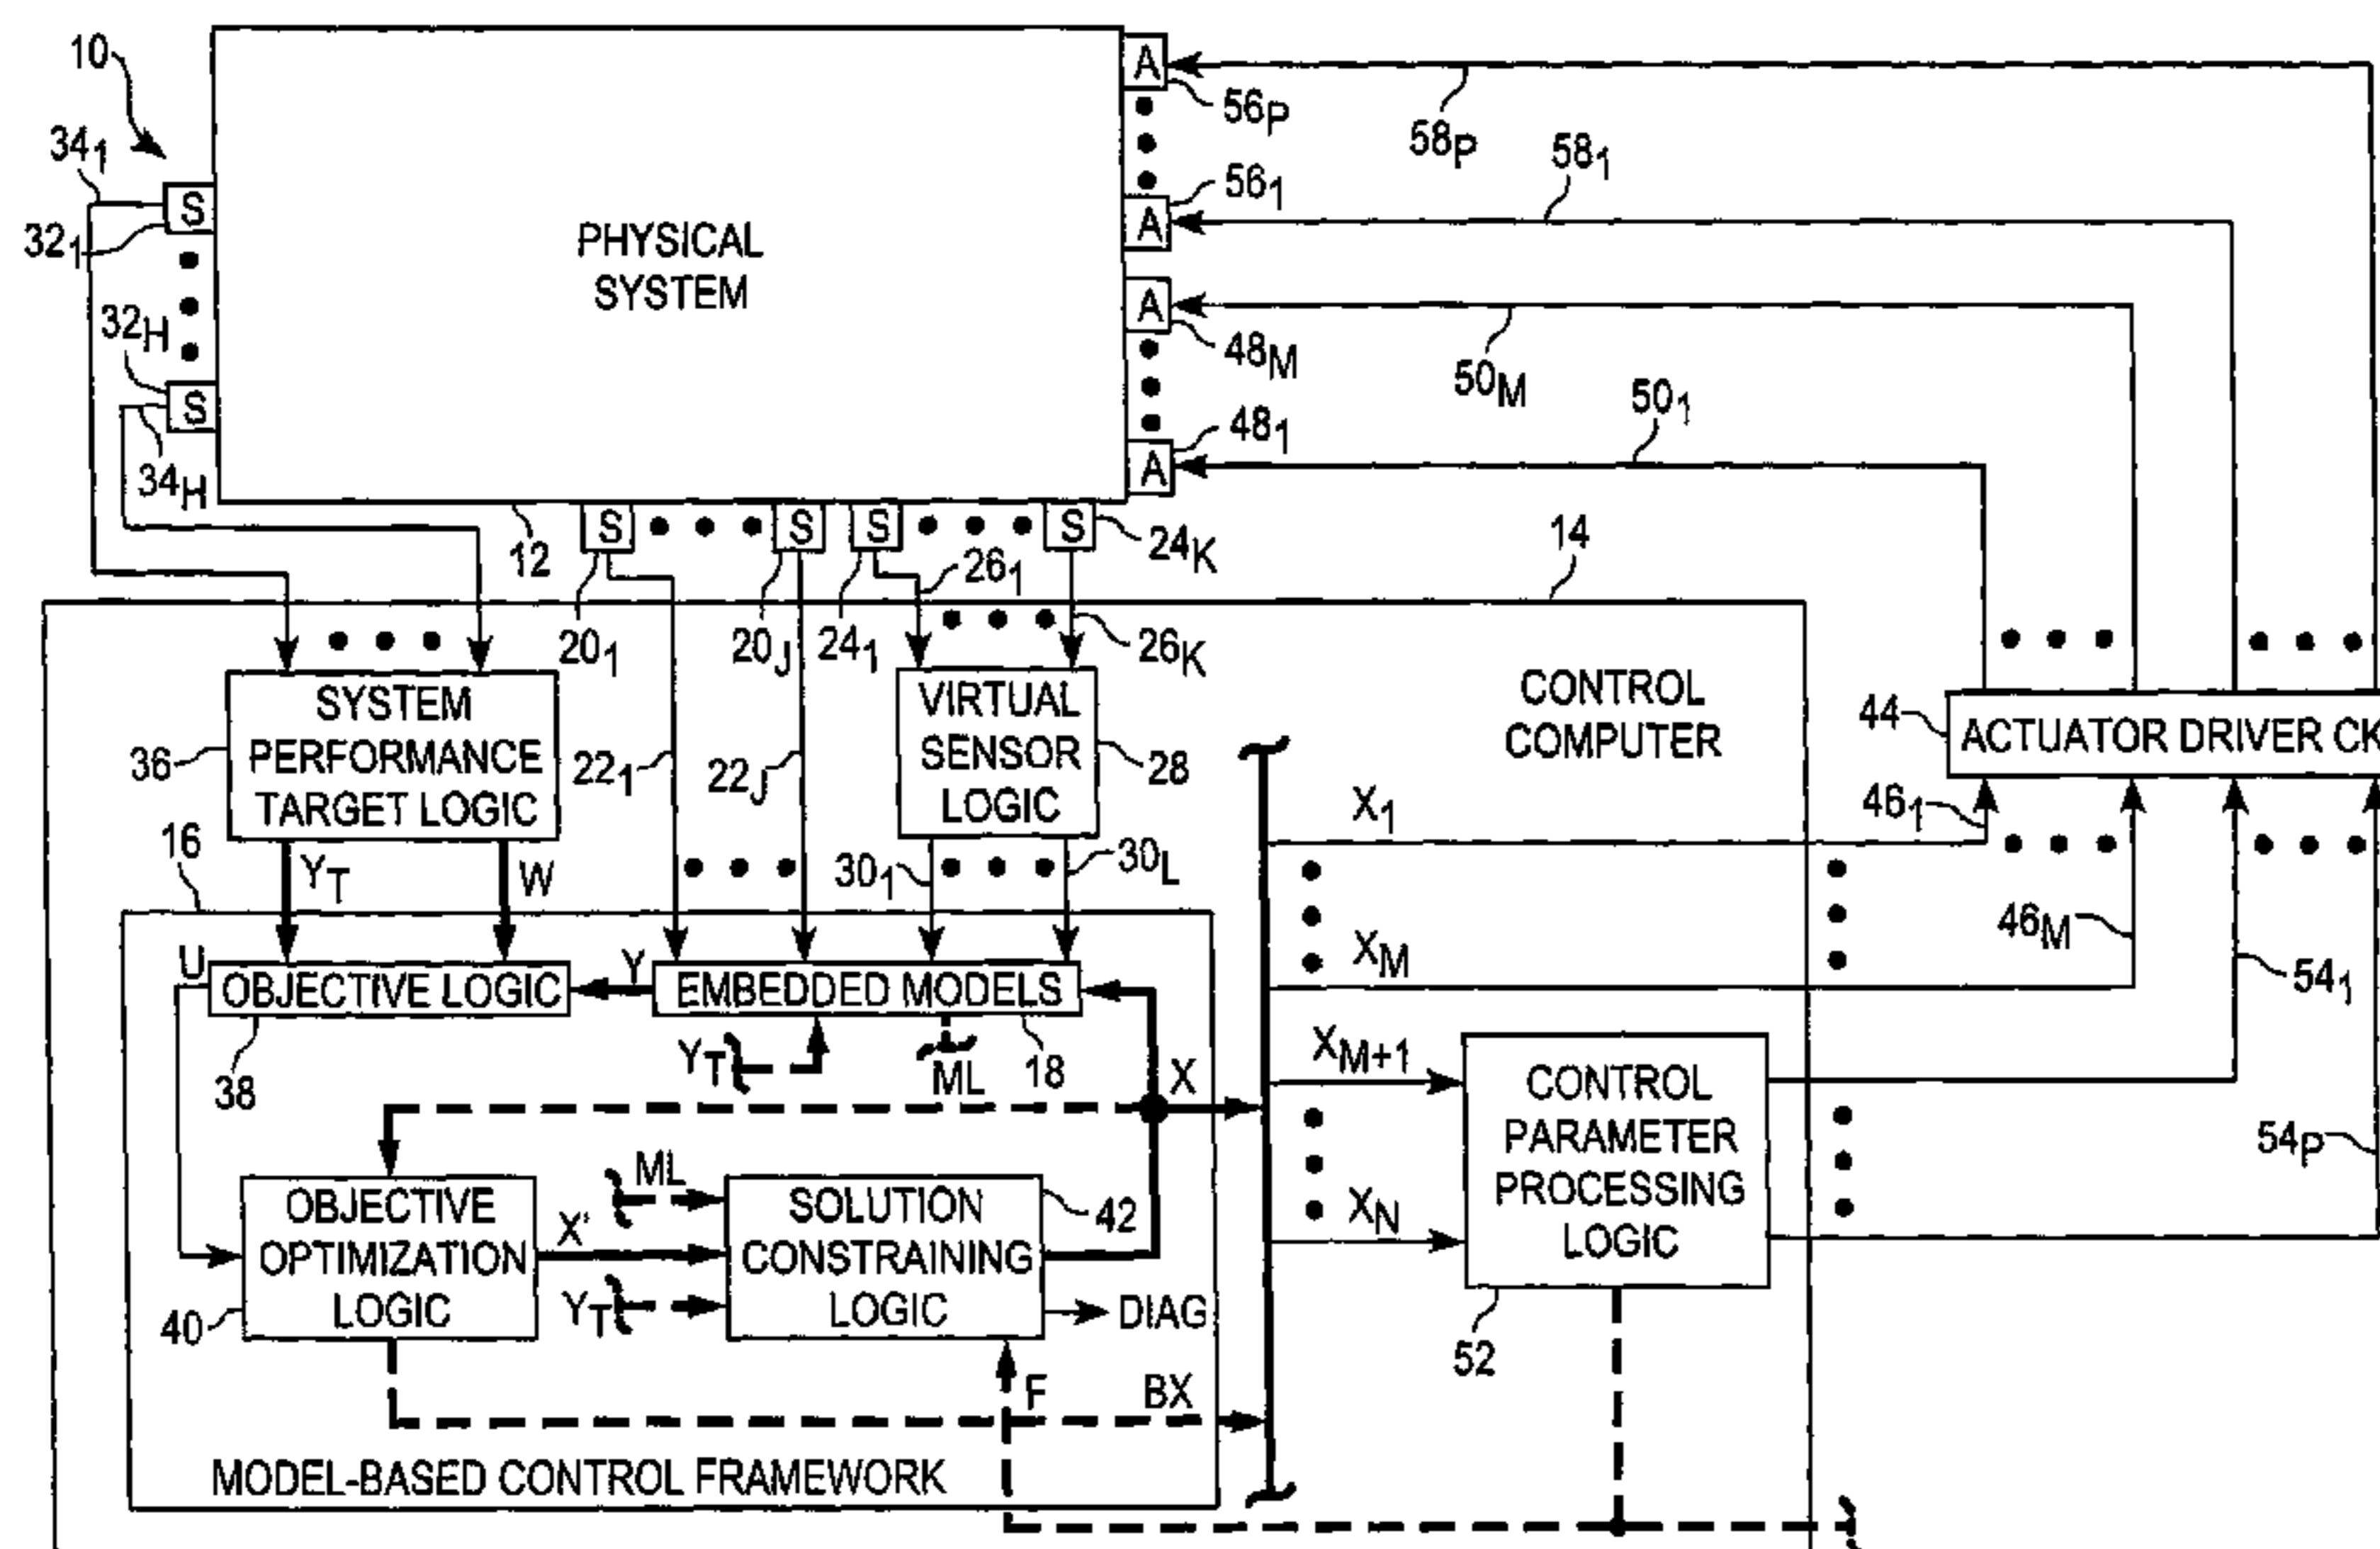 10
PHYSICAL
SYSTEM
A
56P
58P
58₁
56₁
A
34₁
S
32₁
32H
S
34H
A
48M
50M
50₁
48₁
A
12
S
S
S
S
24K
14
20₁
20J
24₁
26₁
26K
SYSTEM
PERFORMANCE
TARGET LOGIC
36
22₁
22J
VIRTUAL
SENSOR
LOGIC
28
CONTROL
COMPUTER
44
ACTUATOR DRIVER CK
16
YT
W
30₁
30L
X₁
46₁
XM
46M
54₁
U
OBJECTIVE LOGIC
Y
EMBEDDED MODELS
38
YT
ML
18
X
XM+1
XN
CONTROL
PARAMETER
PROCESSING
LOGIC
52
54P
OBJECTIVE
OPTIMIZATION
LOGIC
40
X'
ML
YT
SOLUTION
CONSTRAINING
LOGIC
42
DIAG
F
BX
MODEL-BASED CONTROL FRAMEWORK